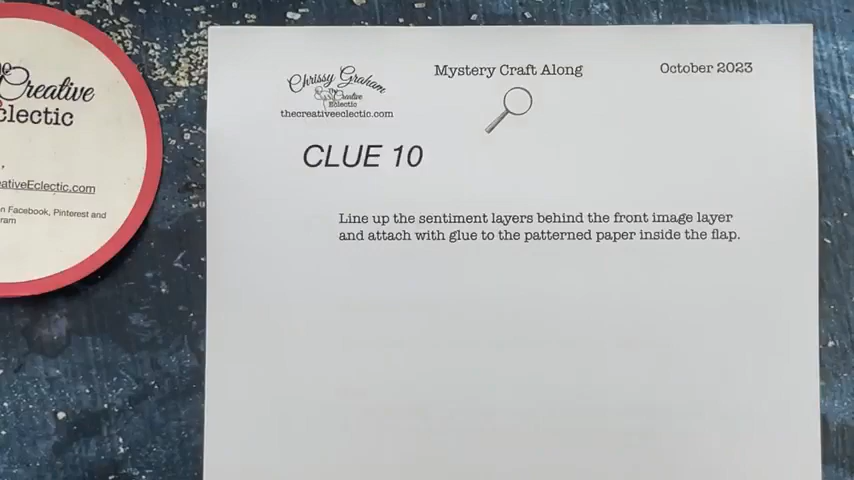 Creative
clectic
,
ativeEclectic.com
n Facebook, Pinterest and
ram
Chrissy Graham
The Creative
Eclectic
thecreativeeclectic.com
Mystery Craft Along
October 2023
CLUE 10
Line up the sentiment layers behind the front image layer
and attach with glue to the patterned paper inside the flap.